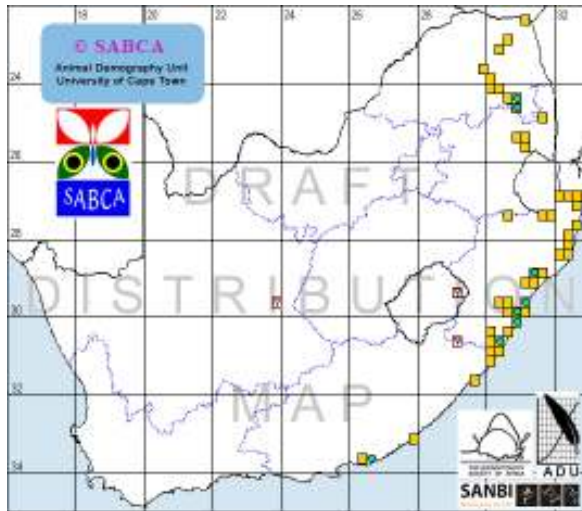 18 20 22 24 26 28 30 32
© SABCA
Animal Demography Unit
University of Cape Town
SABCA
24
26
28
30
32
34
DRAFT
DISTRIBUTION
MAP
? ? ?
ADU
SANBI